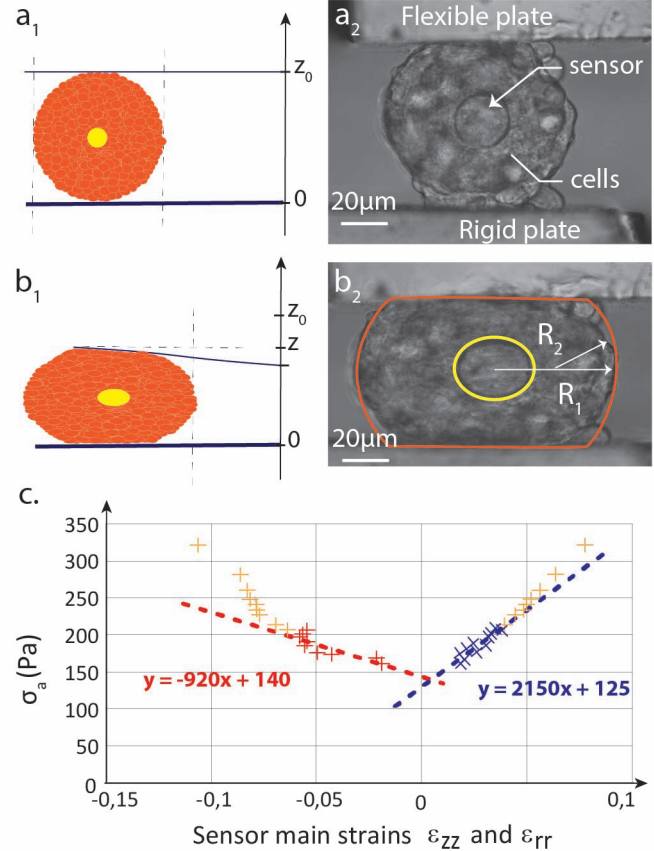 a1
z0
0
a2
Flexible plate
sensor
cells
20µm
Rigid plate
b1
z0
z
0
b2
R2
R1
20µm
c.
350
300
250
200
150
100
50
0
σa (Pa)
y = -920x + 140
y = 2150x + 125
-0,15
-0,1
-0,05
0
0,1
Sensor main strains εzz and εrr